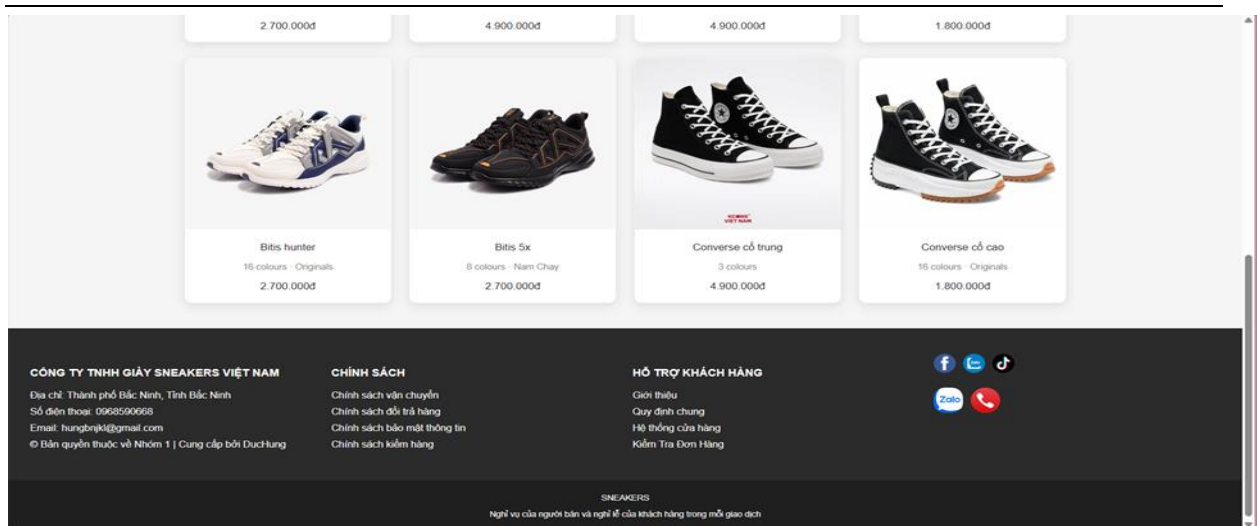 2.700.000đ
4.900.000đ
4.900.000đ
1.800.000đ
VIET NAM
Bitis hunter
16 colours · Originals
2.700.000đ
Bitis 5x
8 colours · Nam Chay
2.700.000đ
Converse cổ trung
3 colours
4.900.000đ
Converse cổ cao
16 colours · Originals
1.800.000đ
CÔNG TY TNHH GIÀY SNEAKERS VIỆT NAM
Địa chỉ: Thành phố Bắc Ninh, Tỉnh Bắc Ninh
Số điện thoại: 0968590668
Email: hungbnjkl@gmail.com
© Bản quyền thuộc về Nhóm 1 | Cung cấp bởi DucHung
CHÍNH SÁCH
Chính sách vận chuyển
Chính sách đổi trả hàng
Chính sách bảo mật thông tin
Chính sách kiểm hàng
HỖ TRỢ KHÁCH HÀNG
Giới thiệu
Quy định chung
Hệ thống cửa hàng
Kiểm Tra Đơn Hàng
Zalo
SNEAKERS
Nghỉ vụ của người bán và nghỉ lễ của khách hàng trong mỗi giao dịch